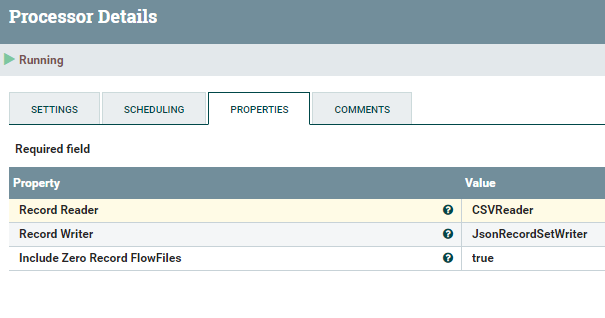 Processor Details
Running
SETTINGS SCHEDULING PROPERTIES COMMENTS
Required field
Property Value
Record Reader ? CSVReader
Record Writer ? JsonRecordSetWriter
Include Zero Record FlowFiles ? true